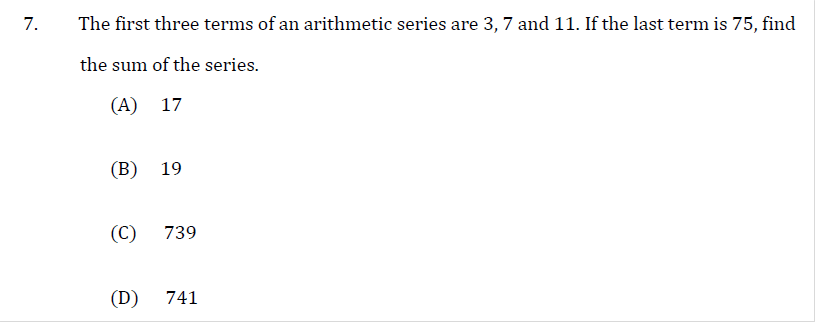 7. The first three terms of an arithmetic series are 3, 7 and 11. If the last term is 75, find
the sum of the series.
(A) 17
(B) 19
(C) 739
(D) 741